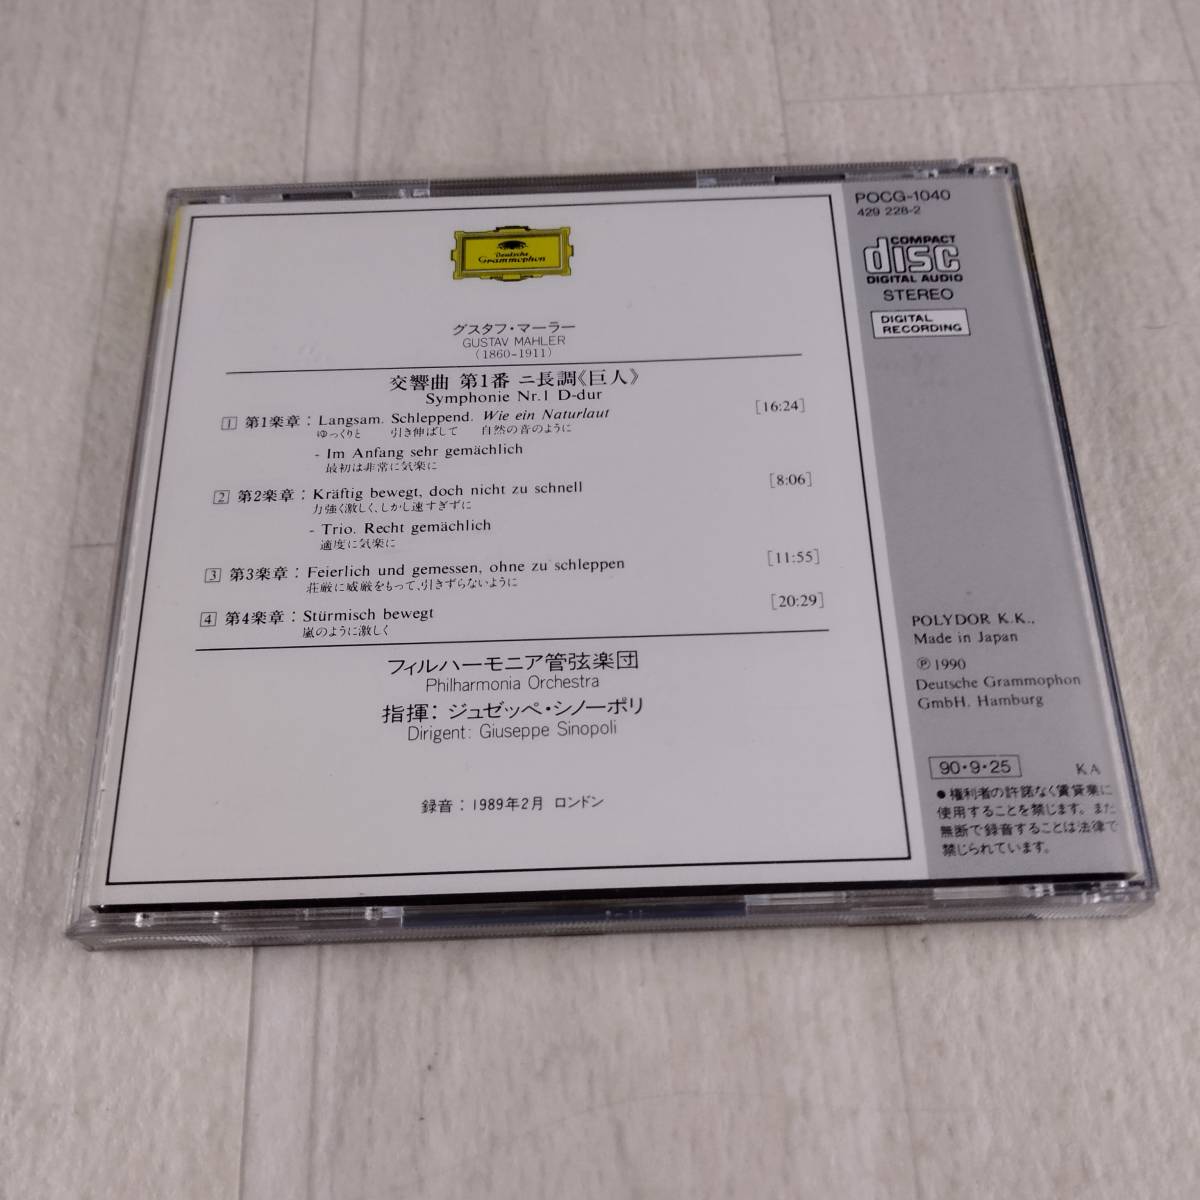 Deutsche
Grammophon
グスタフ・マーラー
GUSTAV MAHLER
(1860-1911)
交響曲 第1番 ニ長調《巨人》
Symphonie Nr.1 D-dur
1 第1楽章：Langsam. Schleppend. Wie ein Naturlaut [16:24]
ゆっくりと 引き伸ばして 自然の音のように
- Im Anfang sehr gemächlich
最初は非常に気楽に
2 第2楽章：Kräftig bewegt, doch nicht zu schnell [8:06]
力強く激しく、しかし速すぎずに
- Trio. Recht gemächlich
適度に気楽に
3 第3楽章：Feierlich und gemessen, ohne zu schleppen [11:55]
荘厳に威厳をもって、引きずらないように
4 第4楽章：Stürmisch bewegt [20:29]
嵐のように激しく
フィルハーモニア管弦楽団
Philharmonia Orchestra
指揮：ジュゼッペ・シノーポリ
Dirigent: Giuseppe Sinopoli
録音：1989年2月 ロンドン
POCG-1040
429 228-2
COMPACT
disc
DIGITAL AUDIO
STEREO
DIGITAL
RECORDING
POLYDOR K.K.,
Made in Japan
Ⓟ1990
Deutsche Grammophon
GmbH, Hamburg
90・9・25 KA
●権利者の許諾なく賃貸業に
使用することを禁じます。また
無断で録音することは法律で
禁じられています。